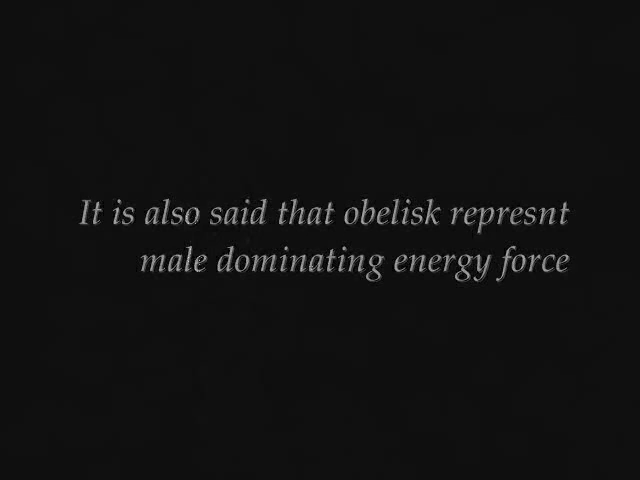 It is also said that obelisk represnt
male dominating energy force